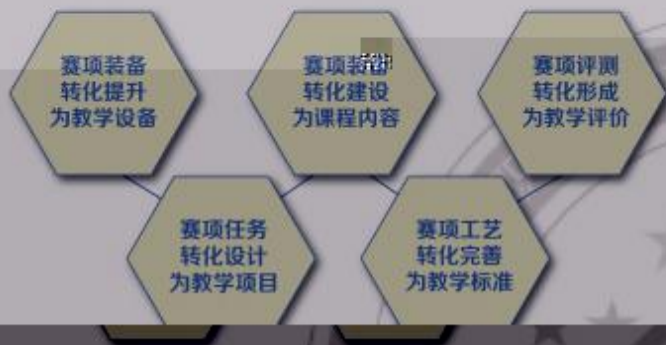 赛项装备
转化提升
为教学设备
赛项
转化建设
为课程内容
赛项评测
转化形成
为教学评价
赛项任务
转化设计
为教学项目
赛项工艺
转化完善
为教学标准